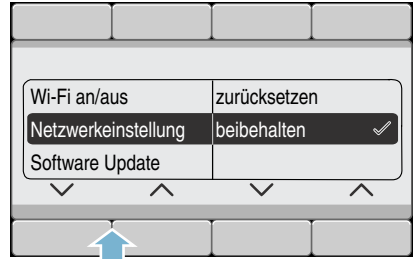 Wi-Fi an/aus zurücksetzen
Netzwerkeinstellung beibehalten
Software Update